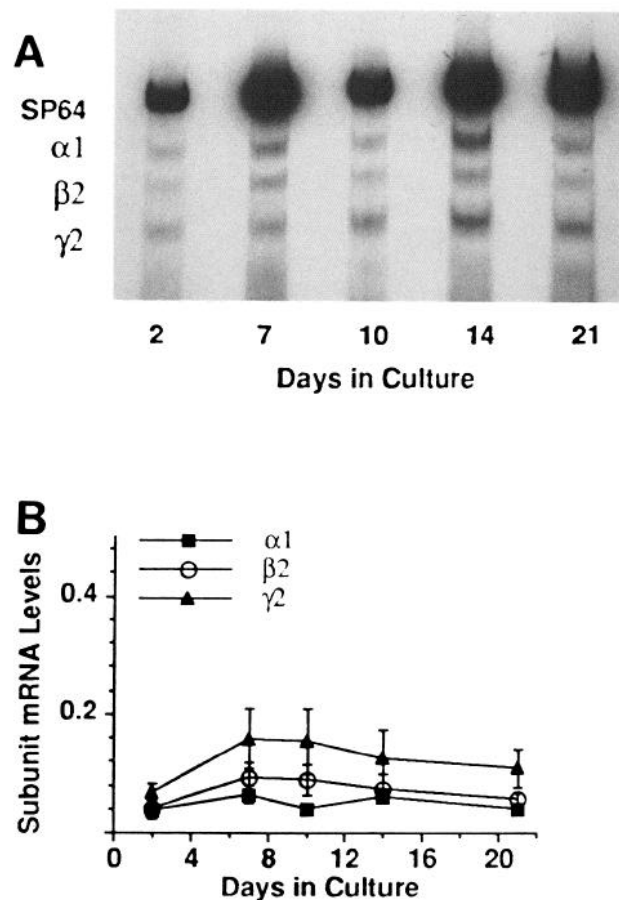 A
SP64
α1
β2
γ2
2 7 10 14 21
Days in Culture
B
α1
β2
γ2
0.4
0.2
Subunit mRNA Levels
0 4 8 12 16 20
Days in Culture